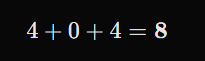 4 + 0 + 4 = 8